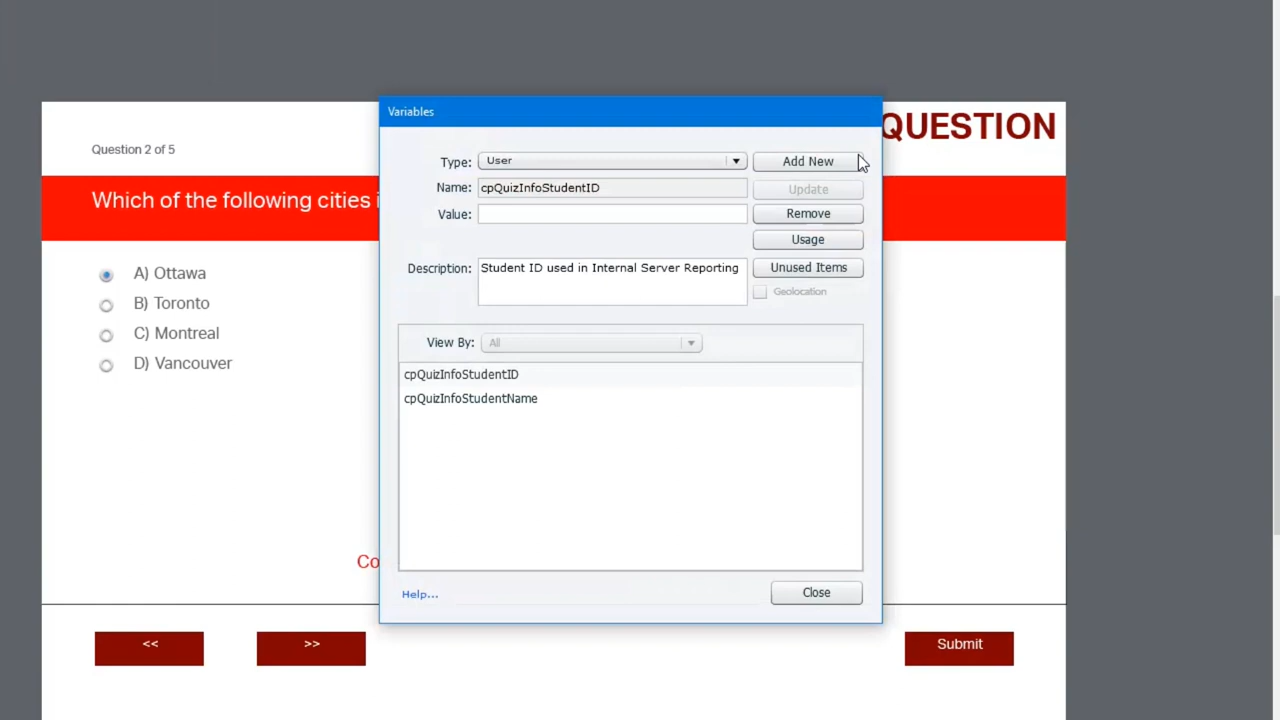 Variables
QUESTION
Question 2 of 5
Type: User Add New
Name: cpQuizInfoStudentID Update
Which of the following cities i
Value: Remove
Usage
Description: Student ID used in Internal Server Reporting Unused Items
Geolocation
A) Ottawa
B) Toronto
C) Montreal
D) Vancouver
View By: All
cpQuizInfoStudentID
cpQuizInfoStudentName
Co
Help... Close
<< >> Submit